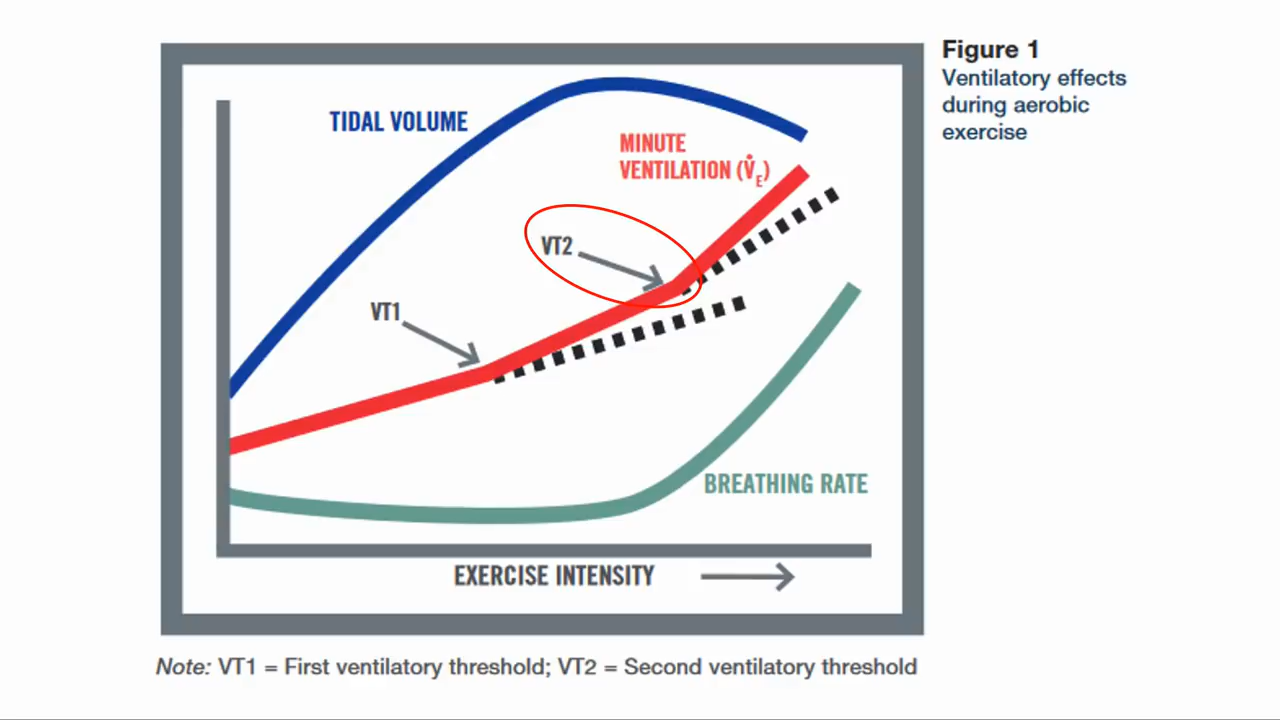 Figure 1
Ventilatory effects
during aerobic
exercise
TIDAL VOLUME
MINUTE
VENTILATION (V̇E)
VT2
VT1
BREATHING RATE
EXERCISE INTENSITY
Note: VT1 = First ventilatory threshold; VT2 = Second ventilatory threshold